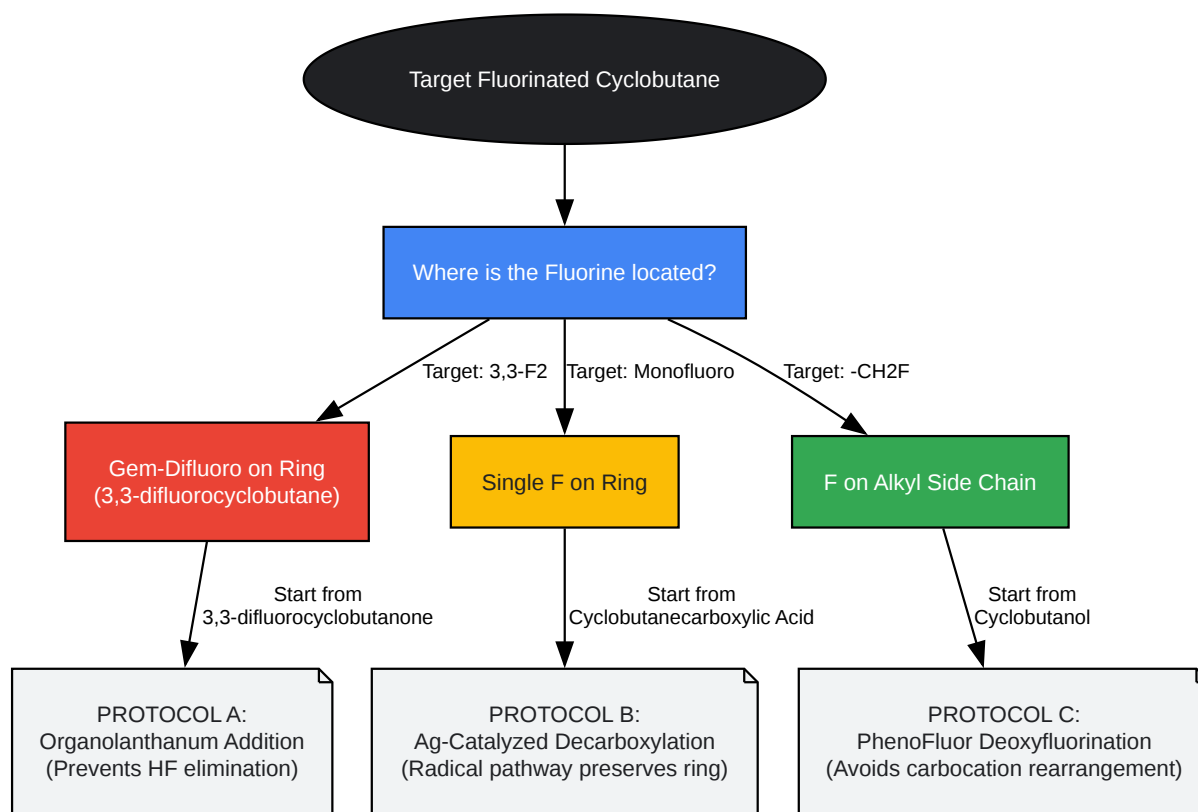 Target Fluorinated Cyclobutane
Where is the Fluorine located?
Target: 3,3-F2
Target: Monofluoro
Target: -CH2F
Gem-Difluoro on Ring
(3,3-difluorocyclobutane)
Single F on Ring
F on Alkyl Side Chain
Start from
3,3-difluorocyclobutanone
Start from
Cyclobutanecarboxylic Acid
Start from
Cyclobutanol
PROTOCOL A:
Organolanthanum Addition
(Prevents HF elimination)
PROTOCOL B:
Ag-Catalyzed Decarboxylation
(Radical pathway preserves ring)
PROTOCOL C:
PhenoFluor Deoxyfluorination
(Avoids carbocation rearrangement)